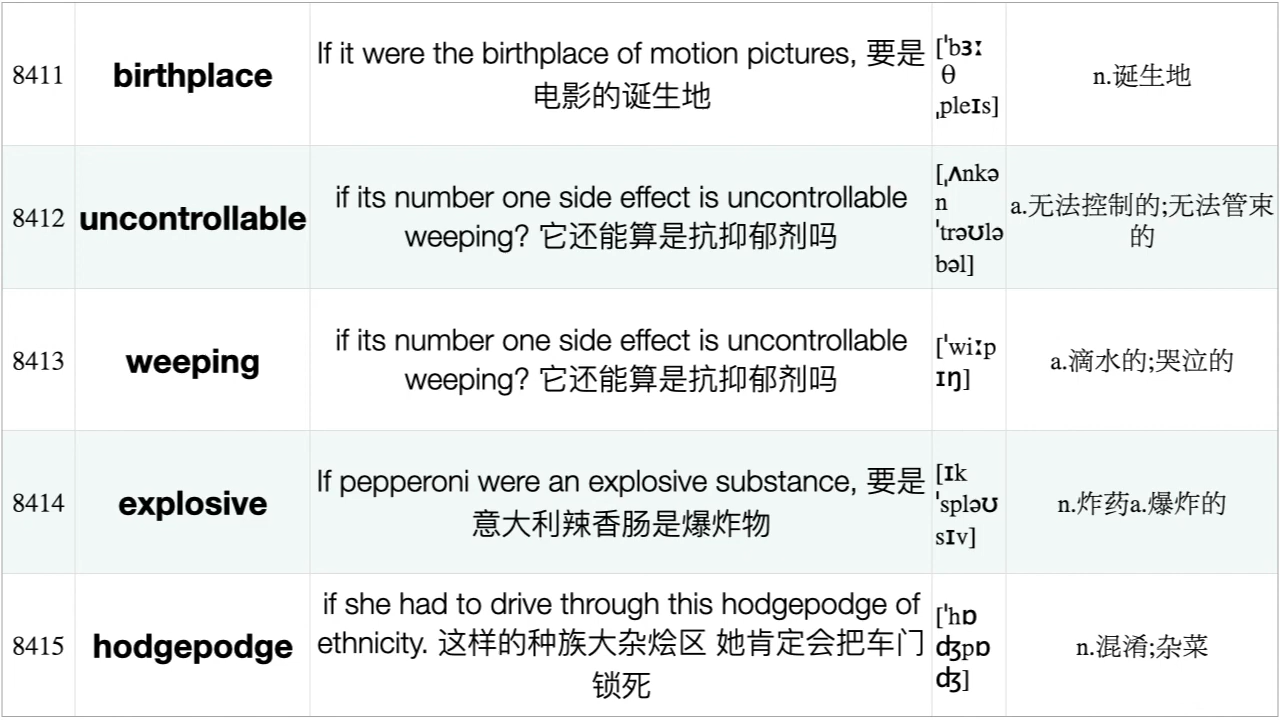 8411
birthplace
If it were the birthplace of motion pictures, 要是
电影的诞生地
[ˈbɜː
θ
ˌpleɪs]
n.诞生地
8412
uncontrollable
if its number one side effect is uncontrollable
weeping? 它还能算是抗抑郁剂吗
[ˌʌnkə
n
ˈtrəʊlə
bəl]
a.无法控制的;无法管束
的
8413
weeping
if its number one side effect is uncontrollable
weeping? 它还能算是抗抑郁剂吗
[ˈwiːp
ɪŋ]
a.滴水的;哭泣的
8414
explosive
If pepperoni were an explosive substance, 要是
意大利辣香肠是爆炸物
[ɪk
ˈspləʊ
sɪv]
n.炸药a.爆炸的
8415
hodgepodge
if she had to drive through this hodgepodge of
ethnicity. 这样的种族大杂烩区 她肯定会把车门
锁死
[ˈhɒ
ʤpɒ
ʤ]
n.混淆;杂菜